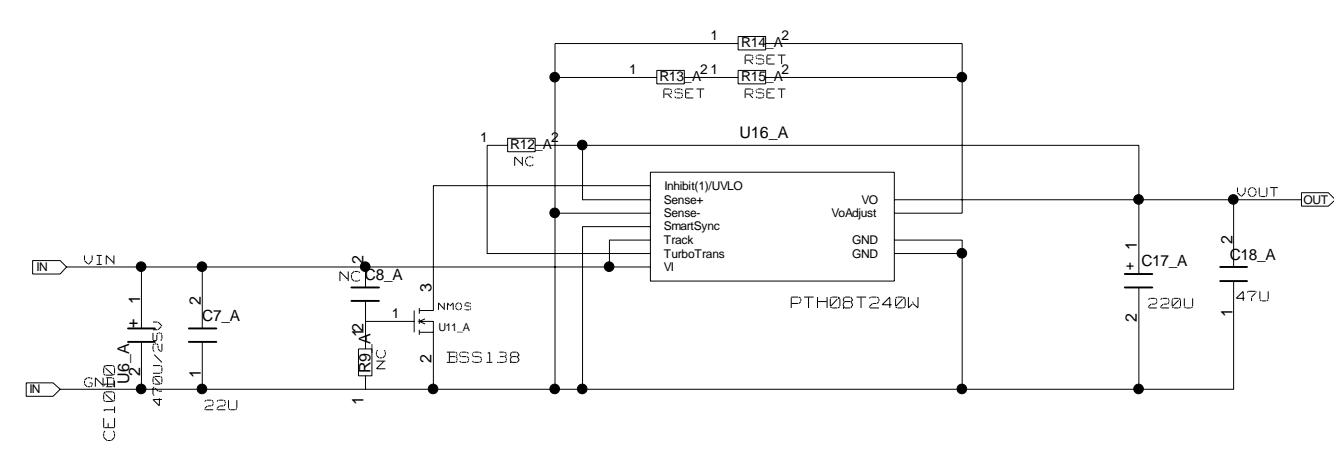 1 R14_A 2
RSET
1 R13_A 2 1 R15_A 2
RSET RSET
U16_A
1 R12_A 2
NC
Inhibit(1)/UVLO
Sense+
Sense-
SmartSync
Track
TurboTrans
VI
VO
VoAdjust
GND
GND
PTH08T240W
VOUT
OUT
IN VIN
1
+
2
U6_A
470U/25V
2
C7_A
1
22U
2
NC C8_A
1
2
R9_A
NC
1
3
NMOS
1
U11_A
2
BSS138
1
+ C17_A
220U
2
2
C18_A
47U
1
IN GND